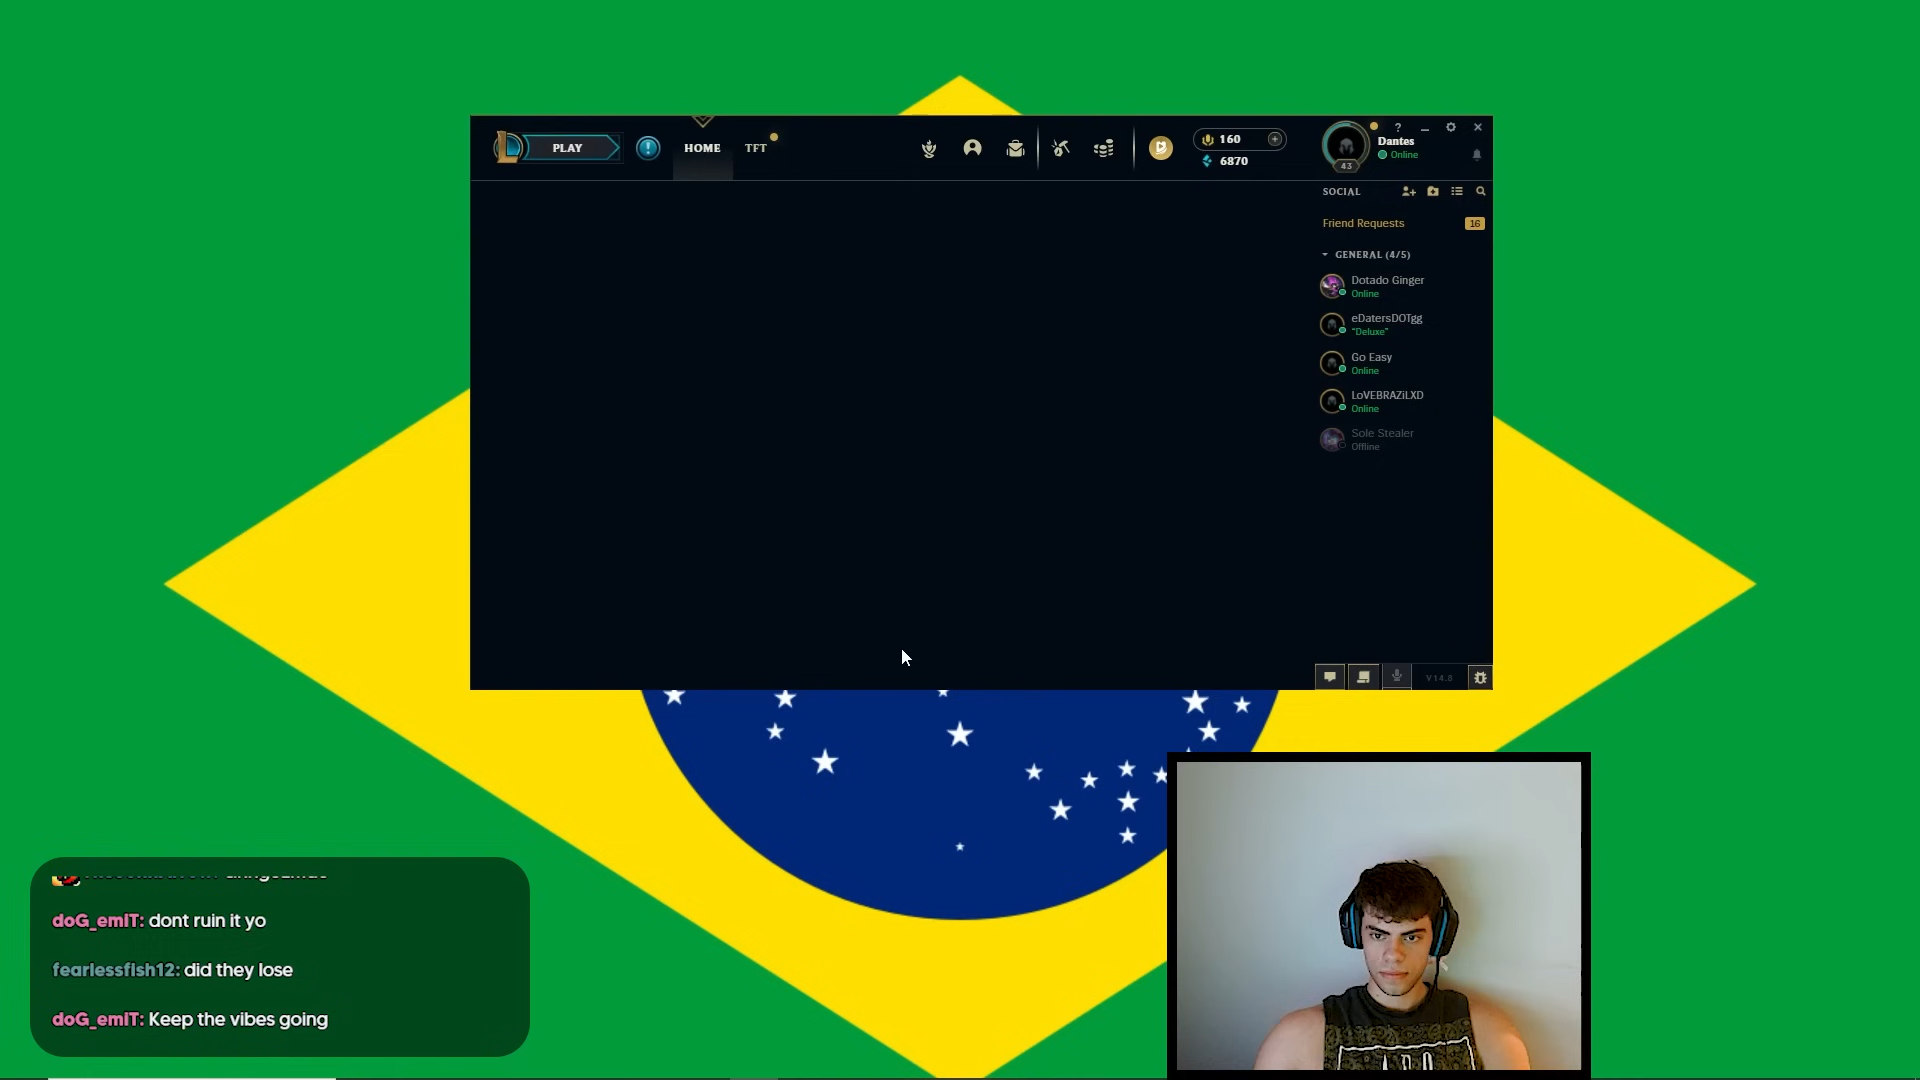 PLAY
HOME
TFT
160
6870
43
?
Dantes
Online
SOCIAL
Friend Requests
16
GENERAL (4/5)
Dotado Ginger
Online
eDatersDOTgg
"Deluxe"
Go Easy
Online
LoVEBRAZiLXD
Online
Sole Stealer
Offline
doG_emIT: dont ruin it yo
fearlessfish12: did they lose
doG_emIT: Keep the vibes going